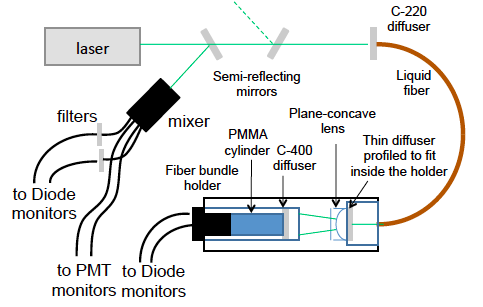 C-220
diffuser
laser
Semi-reflecting
mirrors
Liquid
fiber
filters
mixer
Plane-concave
lens
PMMA
cylinder
C-400
diffuser
Thin diffuser
profiled to fit
inside the holder
Fiber bundle
holder
to Diode
monitors
to PMT
monitors
to Diode
monitors